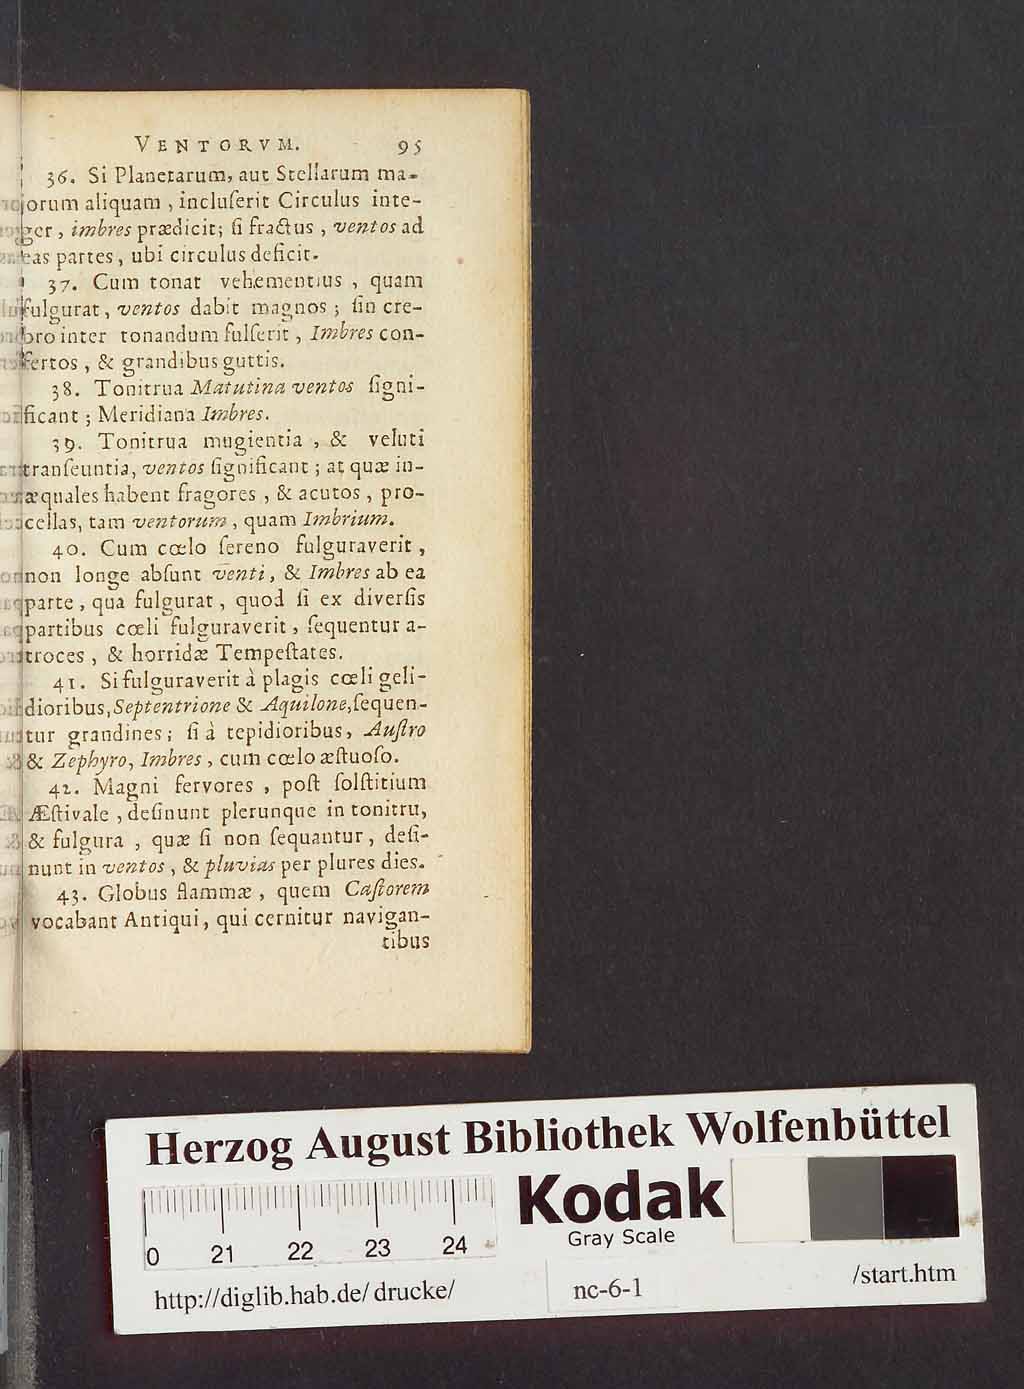 VENTORVM. 95
36. Si Planetarum, aut Stellarum ma-
jorum aliquam, incluſerit Circulus inte-
ger, imbres prædicit; ſi fractus, ventos ad
eas partes, ubi circulus deficit.
37. Cum tonat vehementius, quam
fulgurat, ventos dabit magnos; ſin cre-
bro inter tonandum fulſerit, Imbres con-
fertos, & grandibus guttis.
38. Tonitrua Matutina ventos ſigni-
ficant; Meridiana Imbres.
39. Tonitrua mugientia, & veluti
tranſeuntia, ventos ſignificant; at quæ in-
æquales habent fragores, & acutos, pro-
cellas, tam ventorum, quam Imbrium.
40. Cum cœlo ſereno fulguraverit,
non longe abſunt venti, & Imbres ab ea
parte, qua fulgurat, quod ſi ex diverſis
partibus cœli fulguraverit, ſequentur a-
troces, & horridæ Tempeſtates.
41. Si fulguraverit à plagis cœli geli-
dioribus, Septentrione & Aquilone, ſequen-
tur grandines; ſi à tepidioribus, Auſtro
& Zephyro, Imbres, cum cœlo æſtuoſo.
42. Magni fervores, poſt ſolſtitium
Æſtivale, deſinunt plerunque in tonitru,
& fulgura, quæ ſi non ſequantur, deſi-
nunt in ventos, & pluvias per plures dies.
43. Globus flammæ, quem Caſtorem
vocabant Antiqui, qui cernitur navigan-
tibus
Herzog August Bibliothek Wolfenbüttel
Kodak
Gray Scale
0 21 22 23 24
http://diglib.hab.de/drucke/ nc-6-1 /start.htm